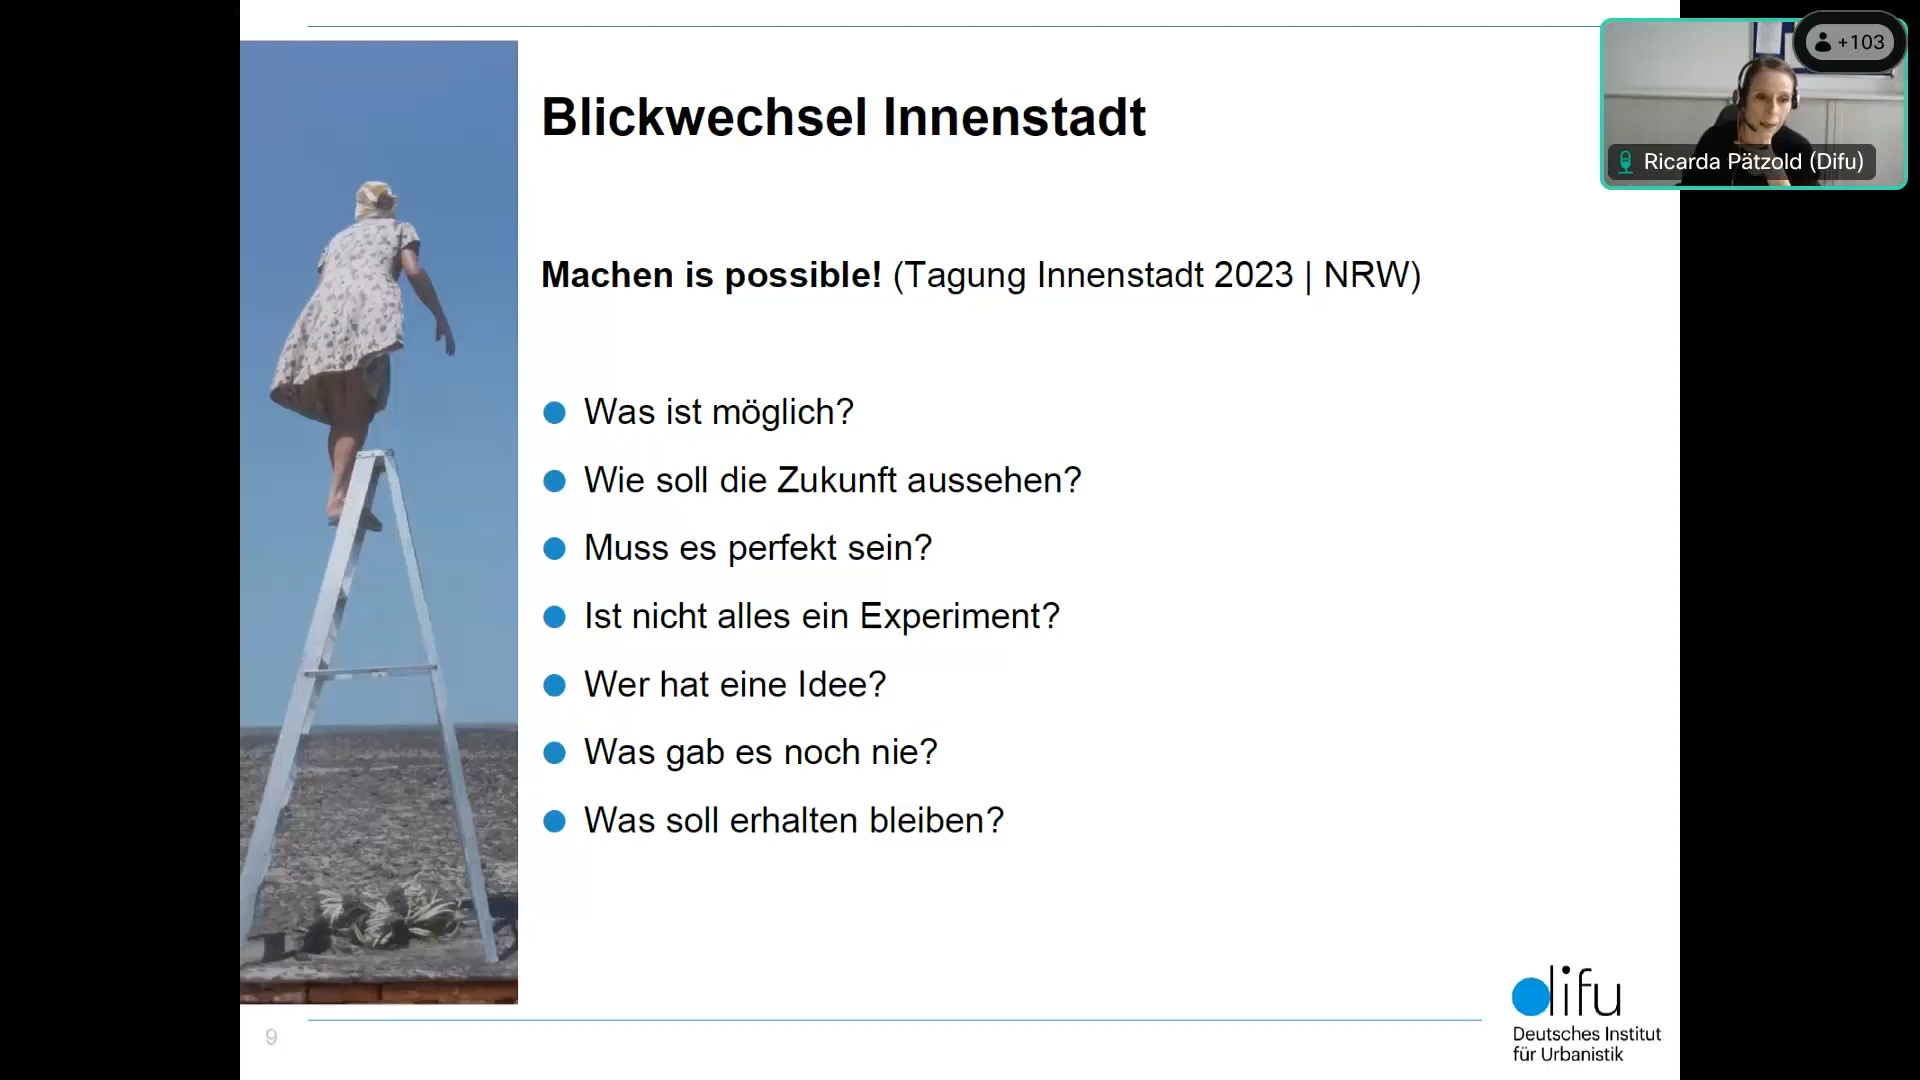 Blickwechsel Innenstadt
+103
Ricarda Pätzold (Difu)
Machen is possible! (Tagung Innenstadt 2023 | NRW)
Was ist möglich?
Wie soll die Zukunft aussehen?
Muss es perfekt sein?
Ist nicht alles ein Experiment?
Wer hat eine Idee?
Was gab es noch nie?
Was soll erhalten bleiben?
9
difu
Deutsches Institut
für Urbanistik